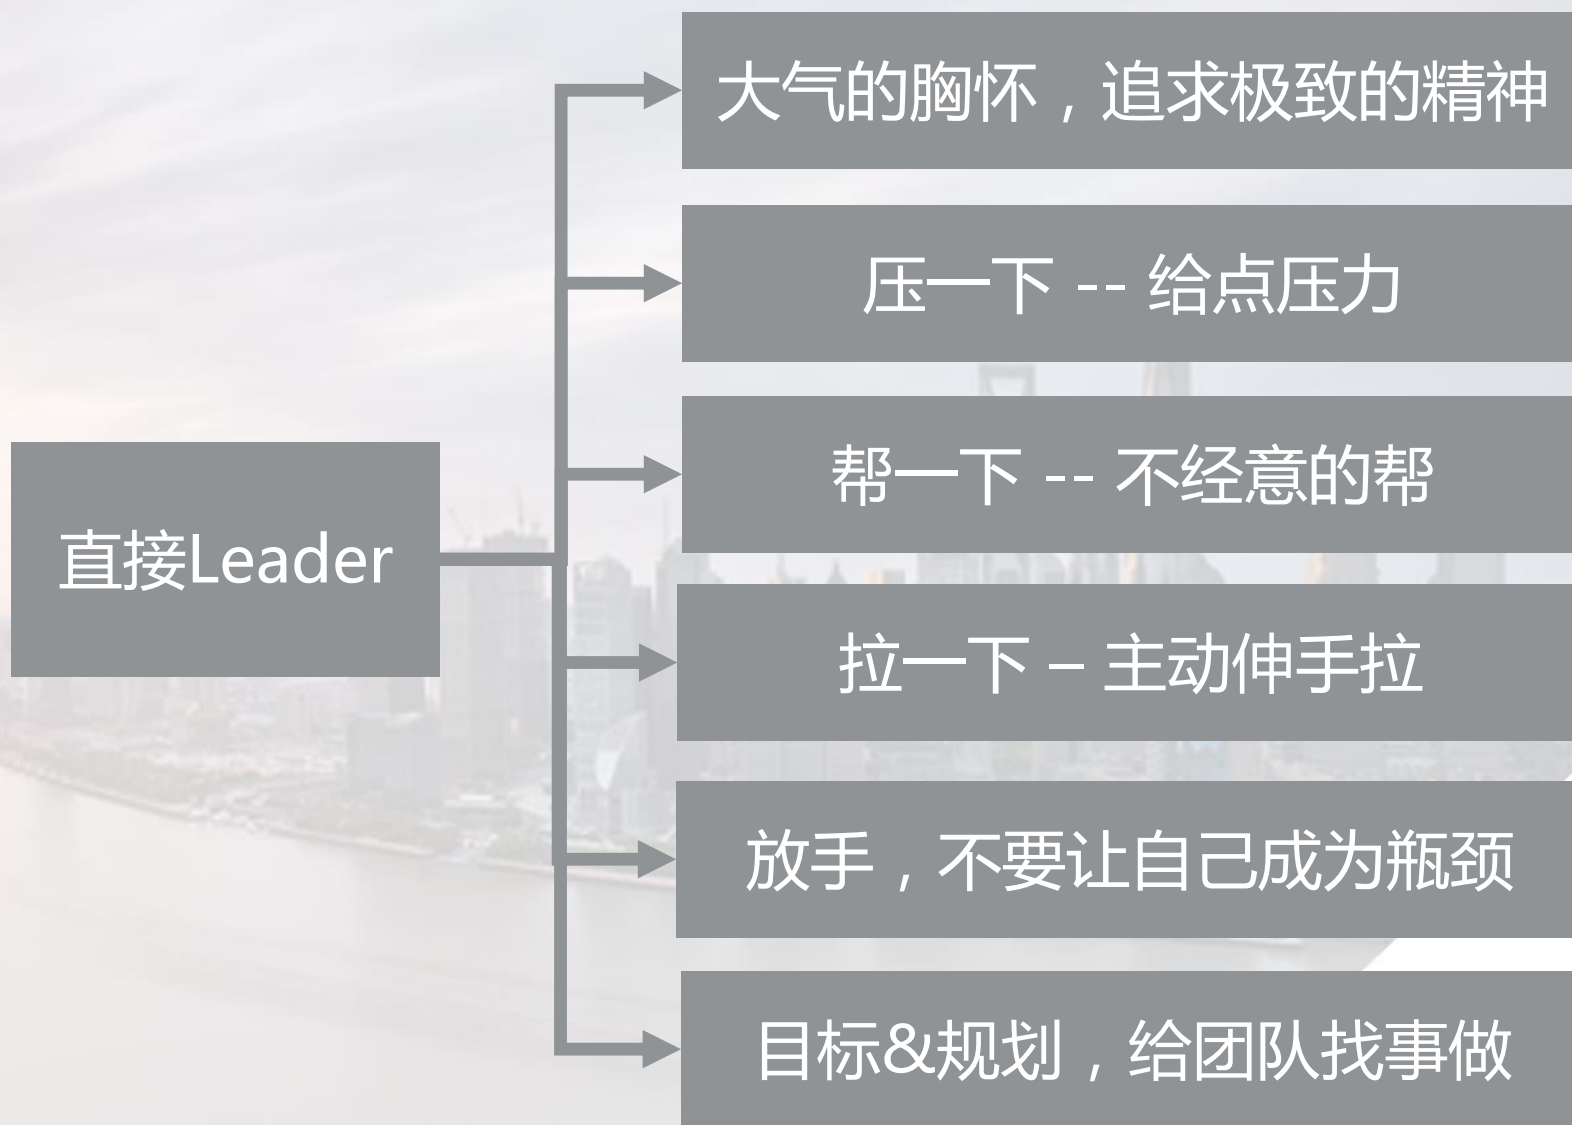 大气的胸怀，追求极致的精神
压一下 -- 给点压力
帮一下 -- 不经意的帮
直接Leader
拉一下 – 主动伸手拉
放手，不要让自己成为瓶颈
目标&规划，给团队找事做